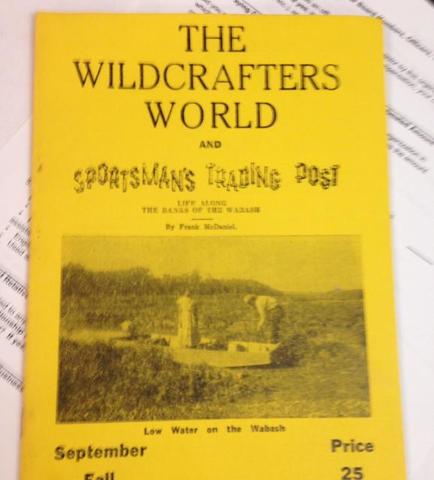 THE
WILDCRAFTERS
WORLD
AND
SPORTSMAN'S TRADING POST
LIFE ALONG
THE BANKS OF THE WABASH
By Frank McDaniel.
Low Water on the Wabash
September
Price
Fall
25